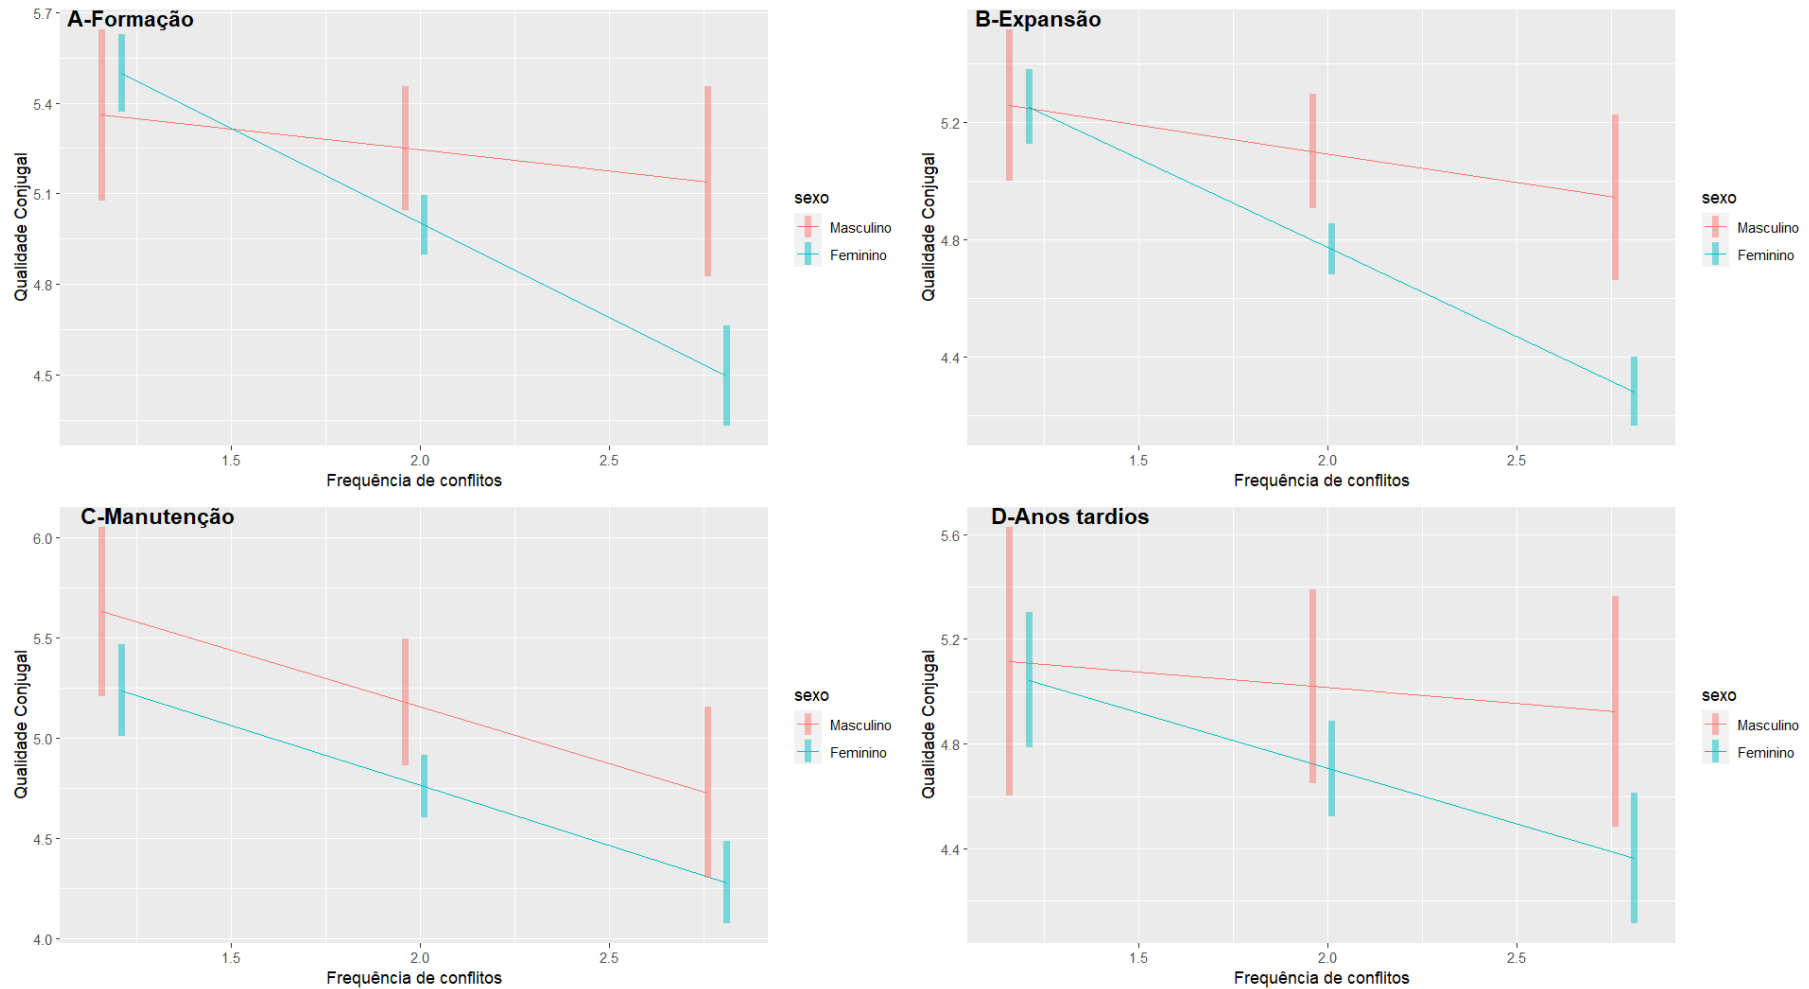 A-Formação
5.7
5.4
5.1
4.8
4.5
Qualidade Conjugal
1.5 2.0 2.5
Frequência de conflitos
sexo
Masculino
Feminino
B-Expansão
5.2
4.8
4.4
Qualidade Conjugal
1.5 2.0 2.5
Frequência de conflitos
sexo
Masculino
Feminino
C-Manutenção
6.0
5.5
5.0
4.5
4.0
Qualidade Conjugal
1.5 2.0 2.5
Frequência de conflitos
sexo
Masculino
Feminino
D-Anos tardios
5.6
5.2
4.8
4.4
Qualidade Conjugal
1.5 2.0 2.5
Frequência de conflitos
sexo
Masculino
Feminino